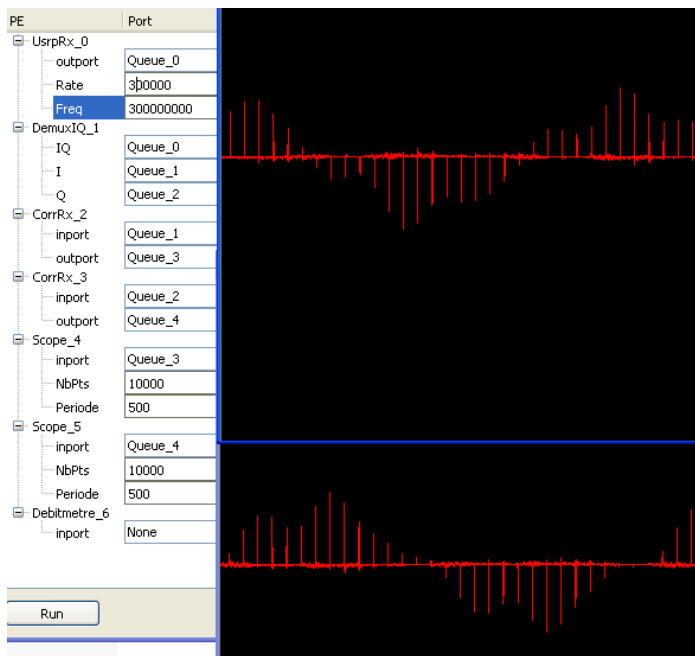 PE Port
UsrpRx_0
outport Queue_0
Rate 300000
Freq 300000000
DemuxIQ_1
IQ Queue_0
I Queue_1
Q Queue_2
CorrRx_2
inport Queue_1
outport Queue_3
CorrRx_3
inport Queue_2
outport Queue_4
Scope_4
inport Queue_3
NbPts 10000
Periode 500
Scope_5
inport Queue_4
NbPts 10000
Periode 500
Debitmetre_6
inport None
Run